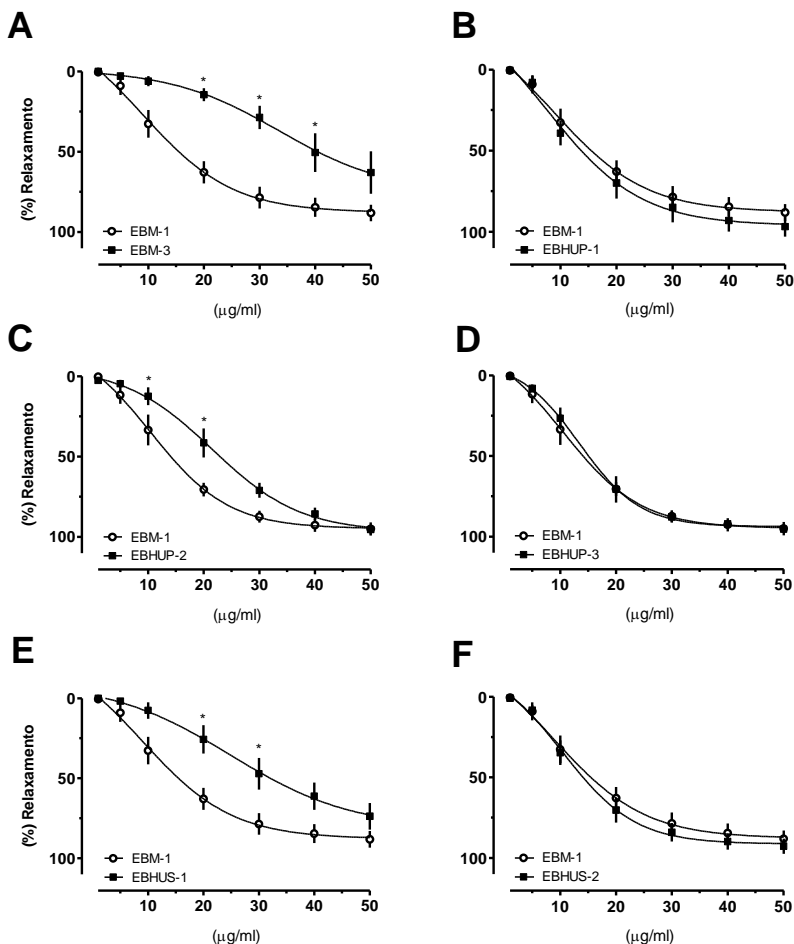 A
B
0
50
100
(%) Relaxamento
*
*
*
EBM-1
EBM-3
10
20
30
40
50
(μg/ml)
0
50
100
EBM-1
EBHUP-1
10
20
30
40
50
(μg/ml)
C
D
0
50
100
(%) Relaxamento
*
*
EBM-1
EBHUP-2
10
20
30
40
50
(μg/ml)
0
50
100
EBM-1
EBHUP-3
10
20
30
40
50
(μg/ml)
E
F
0
50
100
(%) Relaxamento
*
*
EBM-1
EBHUS-1
10
20
30
40
50
(μg/ml)
0
50
100
EBM-1
EBHUS-2
10
20
30
40
50
(μg/ml)